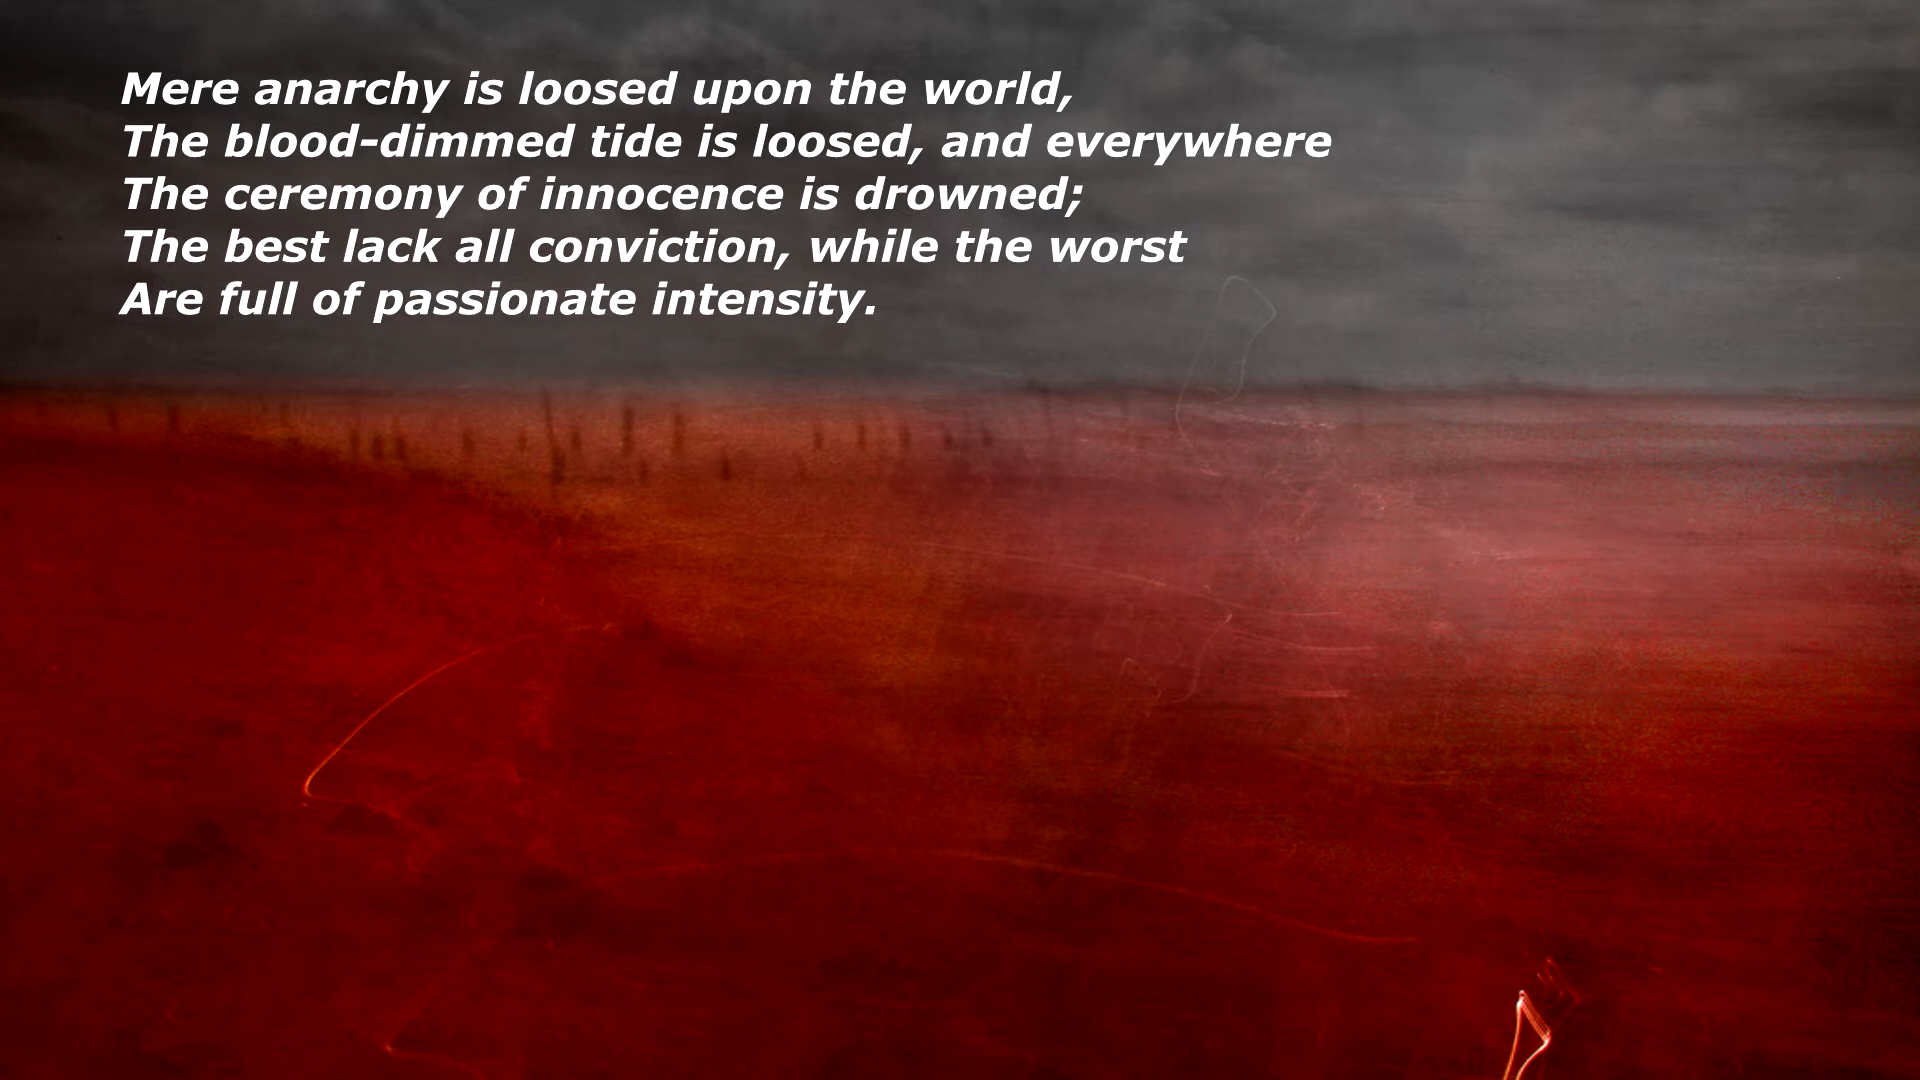 Mere anarchy is loosed upon the world,
The blood-dimmed tide is loosed, and everywhere
The ceremony of innocence is drowned;
The best lack all conviction, while the worst
Are full of passionate intensity.